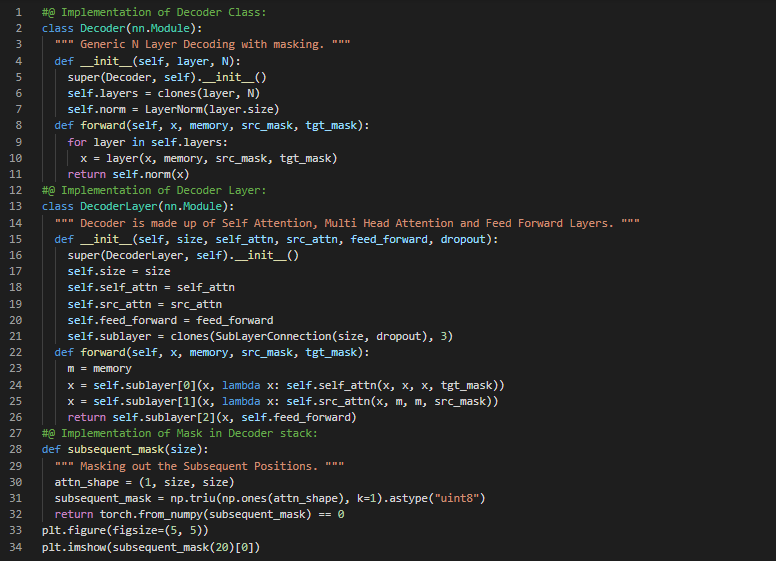 1 #@ Implementation of Decoder Class:
2 class Decoder(nn.Module):
3   """ Generic N Layer Decoding with masking. """
4   def __init__(self, layer, N):
5     super(Decoder, self).__init__()
6     self.layers = clones(layer, N)
7     self.norm = LayerNorm(layer.size)
8   def forward(self, x, memory, src_mask, tgt_mask):
9     for layer in self.layers:
10       x = layer(x, memory, src_mask, tgt_mask)
11     return self.norm(x)
12 #@ Implementation of Decoder Layer:
13 class DecoderLayer(nn.Module):
14   """ Decoder is made up of Self Attention, Multi Head Attention and Feed Forward Layers. """
15   def __init__(self, size, self_attn, src_attn, feed_forward, dropout):
16     super(DecoderLayer, self).__init__()
17     self.size = size
18     self.self_attn = self_attn
19     self.src_attn = src_attn
20     self.feed_forward = feed_forward
21     self.sublayer = clones(SubLayerConnection(size, dropout), 3)
22   def forward(self, x, memory, src_mask, tgt_mask):
23     m = memory
24     x = self.sublayer[0](x, lambda x: self.self_attn(x, x, x, tgt_mask))
25     x = self.sublayer[1](x, lambda x: self.src_attn(x, m, m, src_mask))
26     return self.sublayer[2](x, self.feed_forward)
27 #@ Implementation of Mask in Decoder stack:
28 def subsequent_mask(size):
29   """ Masking out the Subsequent Positions. """
30   attn_shape = (1, size, size)
31   subsequent_mask = np.triu(np.ones(attn_shape), k=1).astype("uint8")
32   return torch.from_numpy(subsequent_mask) == 0
33 plt.figure(figsize=(5, 5))
34 plt.imshow(subsequent_mask(20)[0])